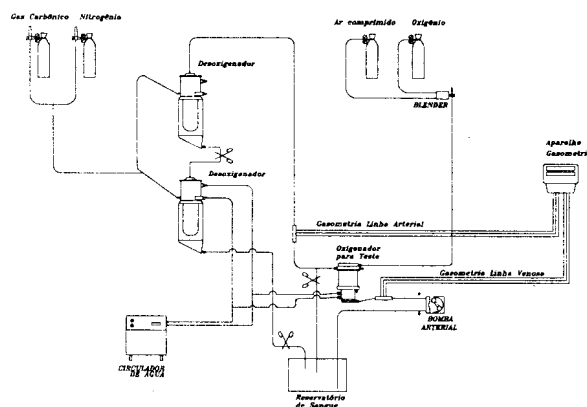 Gas Carbônico
Nitrogênio
Ar comprimido
Oxigênio
Desoxigenador
BLENDER
Aparelho
Gasometri
Desoxigenador
Gasometria Linha Arterial
Oxigenador
para Teste
Gasometria Linha Venosa
BOMBA
ARTERIAL
CIRCULADOR
DE AGUA
Reservatório
de Sangue